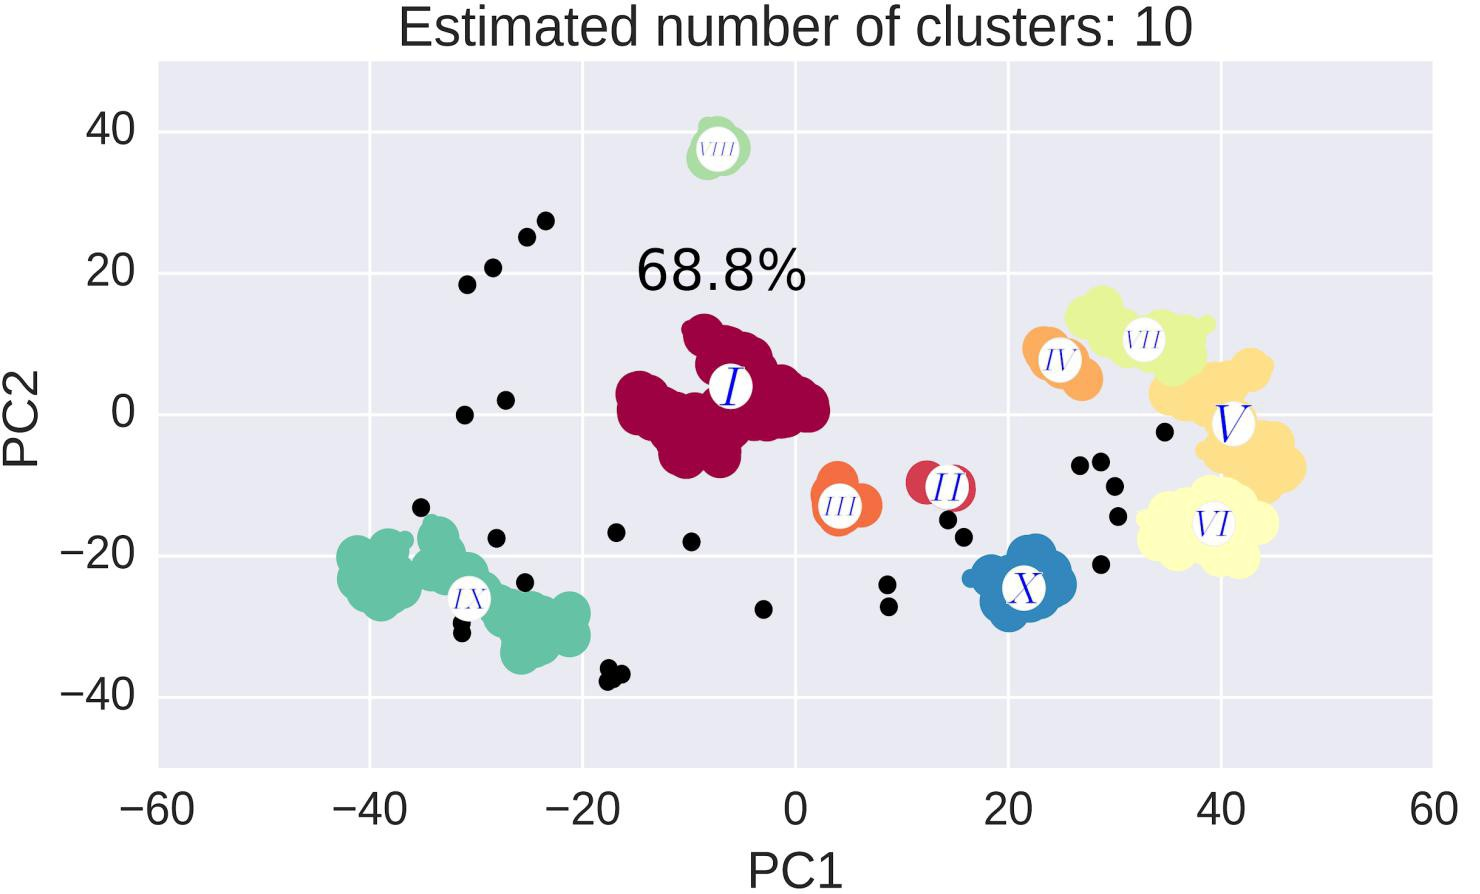 Estimated number of clusters: 10
40
VIII
20
68.8%
VII
IV
I
PC2
0
V
II
III
VI
−20
X
IX
−40
−60
−40
−20
0
20
40
60
PC1